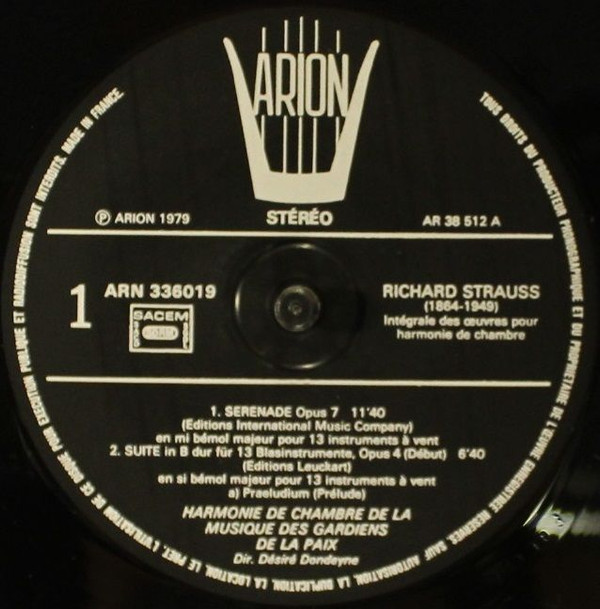 ARION
Ⓟ ARION 1979
STÉRÉO
AR 38 512 A
1
ARN 336019
SACEM
RICHARD STRAUSS
(1864-1949)
Intégrale des œuvres pour
harmonie de chambre
1. SERENADE Opus 7 11'40
(Editions International Music Company)
en mi bémol majeur pour 13 instruments à vent
2. SUITE in B dur für 13 Blasinstrumente, Opus 4 (Début) 6'40
(Editions Leuckart)
en si bémol majeur pour 13 instruments à vent
a) Praeludium (Prélude)
HARMONIE DE CHAMBRE DE LA
MUSIQUE DES GARDIENS
DE LA PAIX
Dir. Désiré Dondeyne
TOUS DROITS DU PRODUCTEUR PHONOGRAPHIQUE ET DU PROPRIETAIRE DE L'ŒUVRE ENREGISTREE RESERVES. SAUF AUTORISATION, LA DUPLICATION, LA LOCATION, LE PRET, L'UTILISATION DE CE DISQUE POUR EXECUTION PUBLIQUE ET RADIODIFFUSION SONT INTERDITS. MADE IN FRANCE.